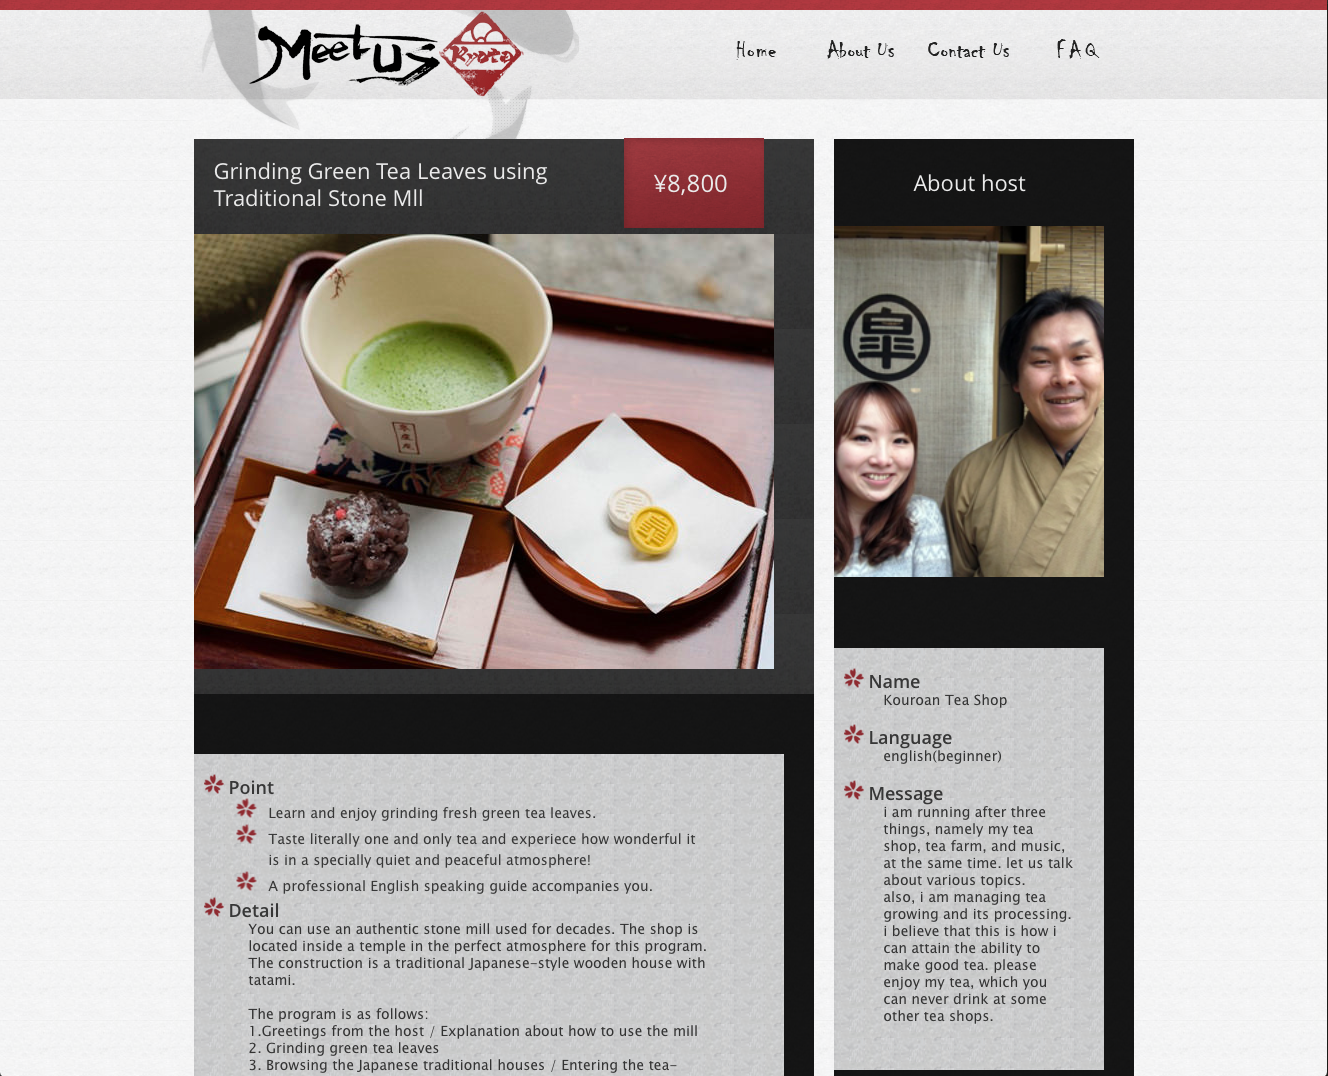 Meet us
Kyoto
Home
About Us
Contact Us
FAQ
Grinding Green Tea Leaves using
Traditional Stone Mll
¥8,800
About host
皐
Name
Kouroan Tea Shop
Language
english(beginner)
Message
i am running after three
things, namely my tea
shop, tea farm, and music,
at the same time. let us talk
about various topics.
also, i am managing tea
growing and its processing.
i believe that this is how i
can attain the ability to
make good tea. please
enjoy my tea, which you
can never drink at some
other tea shops.
Point
Learn and enjoy grinding fresh green tea leaves.
Taste literally one and only tea and experiece how wonderful it
is in a specially quiet and peaceful atmosphere!
A professional English speaking guide accompanies you.
Detail
You can use an authentic stone mill used for decades. The shop is
located inside a temple in the perfect atmosphere for this program.
The construction is a traditional Japanese-style wooden house with
tatami.
The program is as follows:
1.Greetings from the host / Explanation about how to use the mill
2. Grinding green tea leaves
3. Browsing the Japanese traditional houses / Entering the tea-